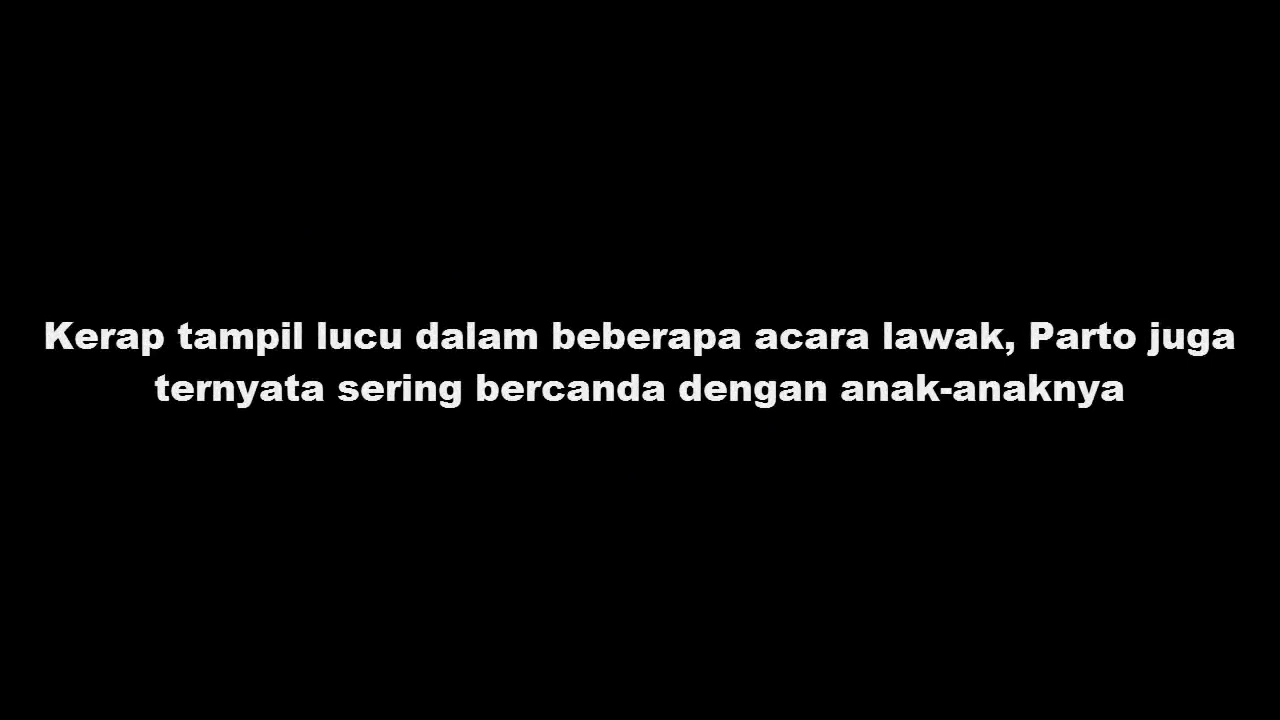 Kerap tampil lucu dalam beberapa acara lawak, Parto juga
ternyata sering bercanda dengan anak-anaknya